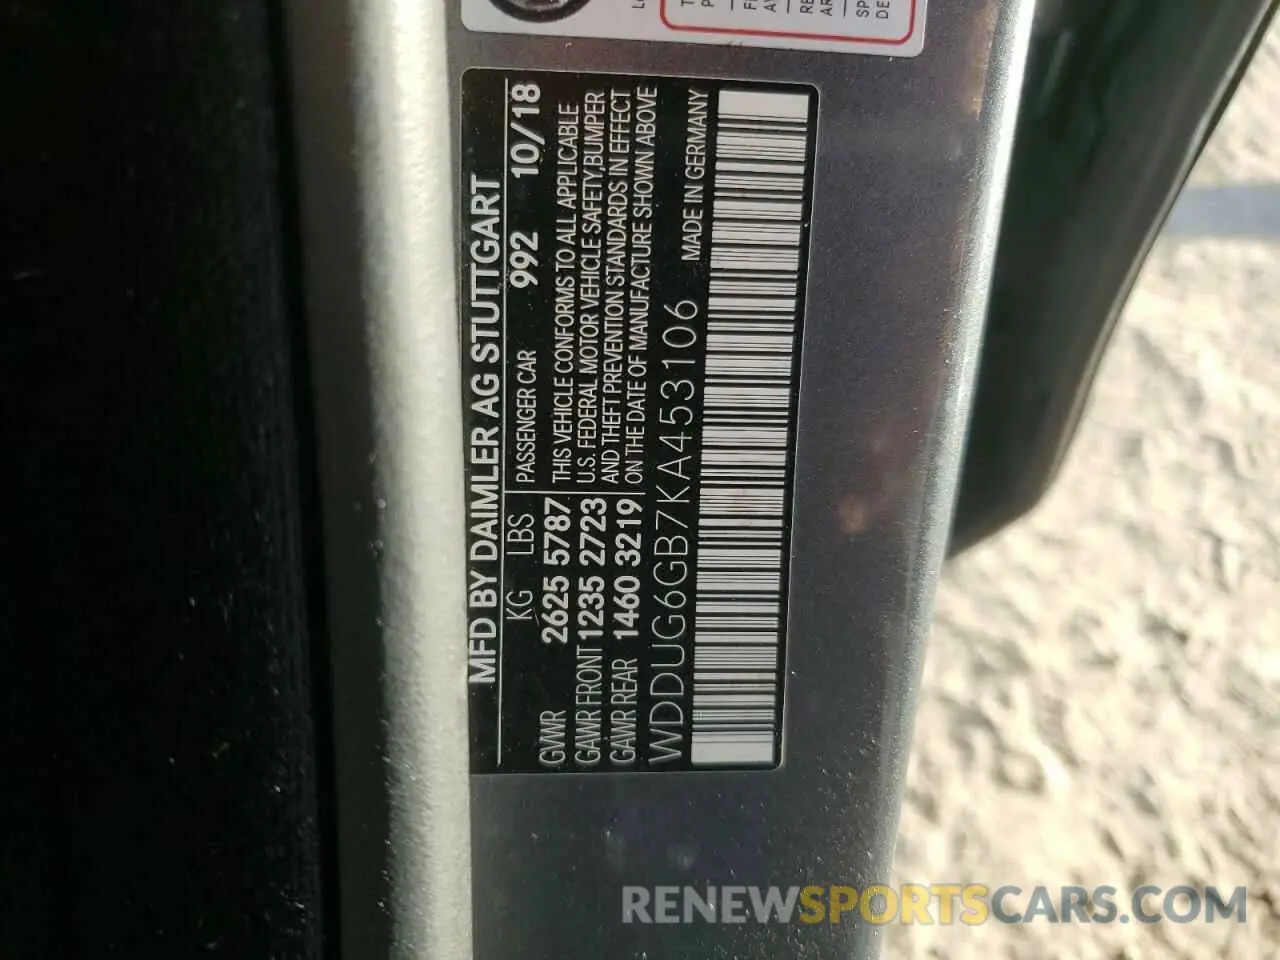 MFD BY DAIMLER AG STUTTGART
KG LBS PASSENGER CAR 992 10/18
GVWR 2625 5787
GAWR FRONT 1235 2723
GAWR REAR 1460 3219
THIS VEHICLE CONFORMS TO ALL APPLICABLE
U.S. FEDERAL MOTOR VEHICLE SAFETY,BUMPER
AND THEFT PREVENTION STANDARDS IN EFFECT
ON THE DATE OF MANUFACTURE SHOWN ABOVE
WDDUG6GB7KA453106 MADE IN GERMANY
RENEWSPORTSCARS.COM